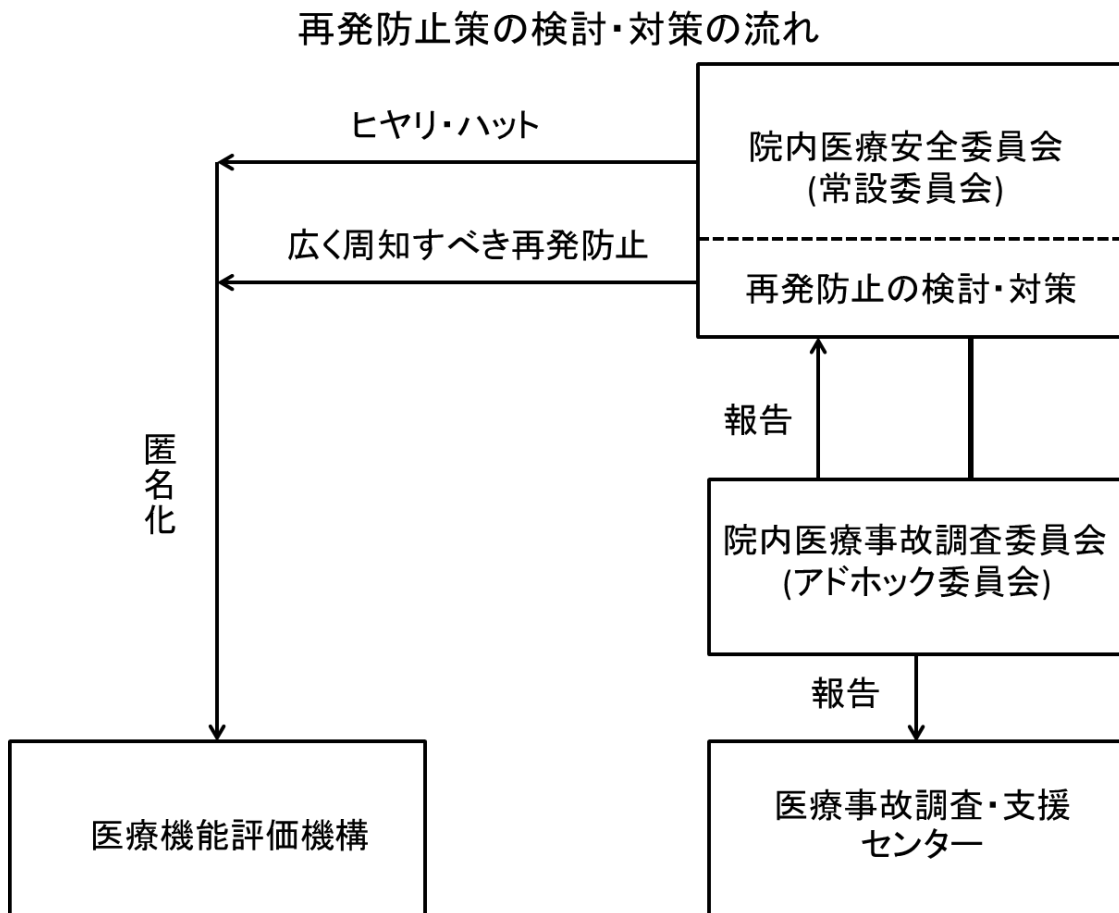 再発防止策の検討・対策の流れ
ヒヤリ・ハット
院内医療安全委員会
(常設委員会)
広く周知すべき再発防止
再発防止の検討・対策
報告
匿名化
院内医療事故調査委員会
(アドホック委員会)
報告
医療機能評価機構
医療事故調査・支援
センター